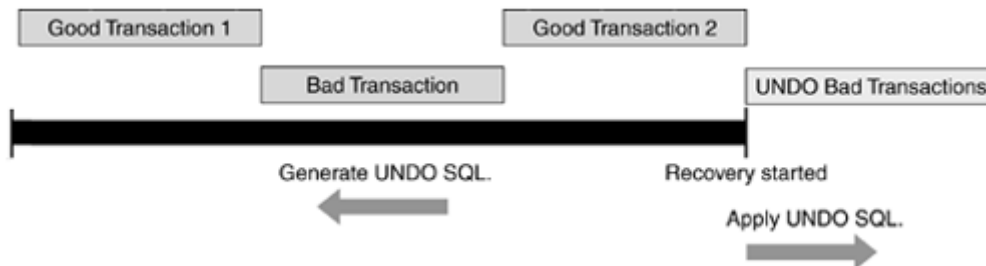 Good Transaction 1
Good Transaction 2
Bad Transaction
UNDO Bad Transactions
Generate UNDO SQL.
Recovery started
Apply UNDO SQL.